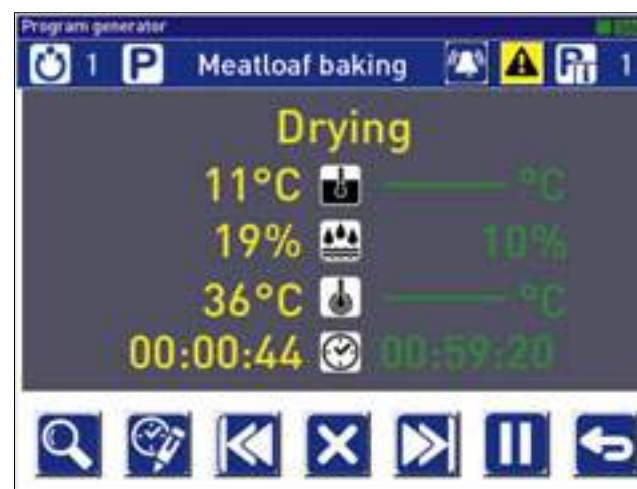 Program generator
1 P Meatloaf baking 1
Drying
11°C °C
19% 10%
36°C °C
00:00:44 00:59:20